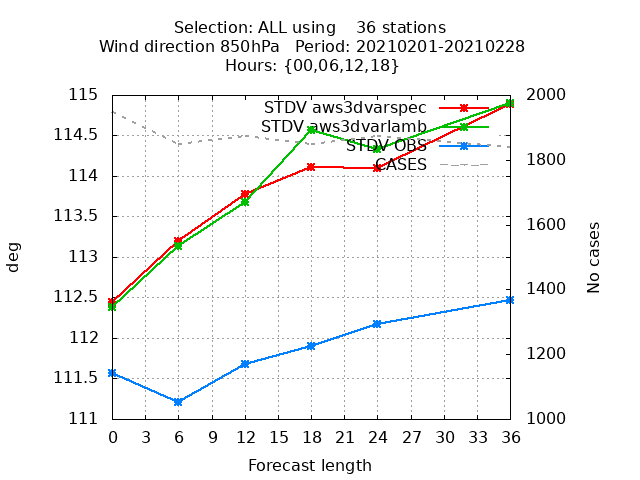 Selection: ALL using 36 stations
Wind direction 850hPa Period: 20210201-20210228
Hours: {00,06,12,18}
STDV aws3dvarspec
STDV aws3dvarlamb
STDV OBS
CASES
115
114.5
114
113.5
113
112.5
112
111.5
111
deg
2000
1800
1600
1400
1200
1000
No cases
0 3 6 9 12 15 18 21 24 27 30 33 36
Forecast length